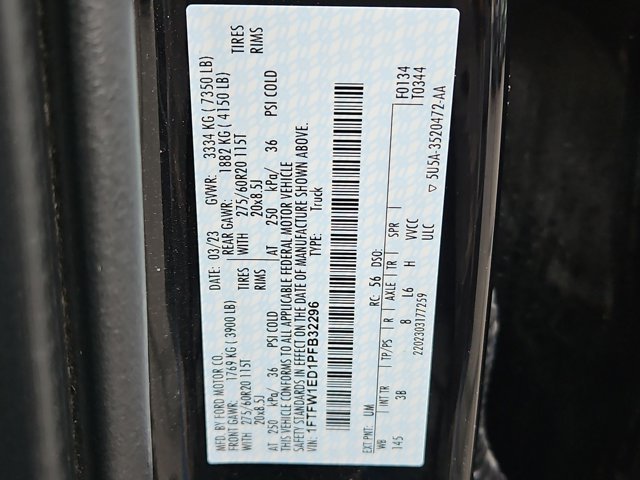 MFD. BY FORD MOTOR CO.
DATE: 03/23 GVWR: 3334 KG ( 7350 LB)
FRONT GAWR: 1769 KG ( 3900 LB) REAR GAWR: 1882 KG ( 4150 LB)
WITH 275/60R20 115T TIRES WITH 275/60R20 115T TIRES
20x8.5J RIMS 20x8.5J RIMS
AT 250 kPa/ 36 PSI COLD AT 250 kPa/ 36 PSI COLD
THIS VEHICLE CONFORMS TO ALL APPLICABLE FEDERAL MOTOR VEHICLE
SAFETY STANDARDS IN EFFECT ON THE DATE OF MANUFACTURE SHOWN ABOVE.
VIN: 1FTFW1ED1PFB32296 TYPE: Truck
EXT PNT: UM RC: 56 DSO: F0134
WB INT TR TP/PS R AXLE TR SPR T0344
145 3B 8 L6 H VVCC
2202303177259 ULC ▽ 5U5A-3520472-AA